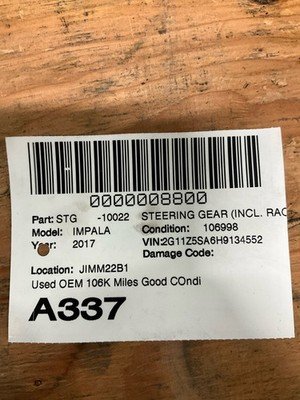 0000008800
Part: STG -10022 STEERING GEAR (INCL. RAC
Model: IMPALA Condition: 106998
Year: 2017 VIN:2G11Z5SA6H9134552
Damage Code:
Location: JIMM22B1
Used OEM 106K Miles Good COndi
A337